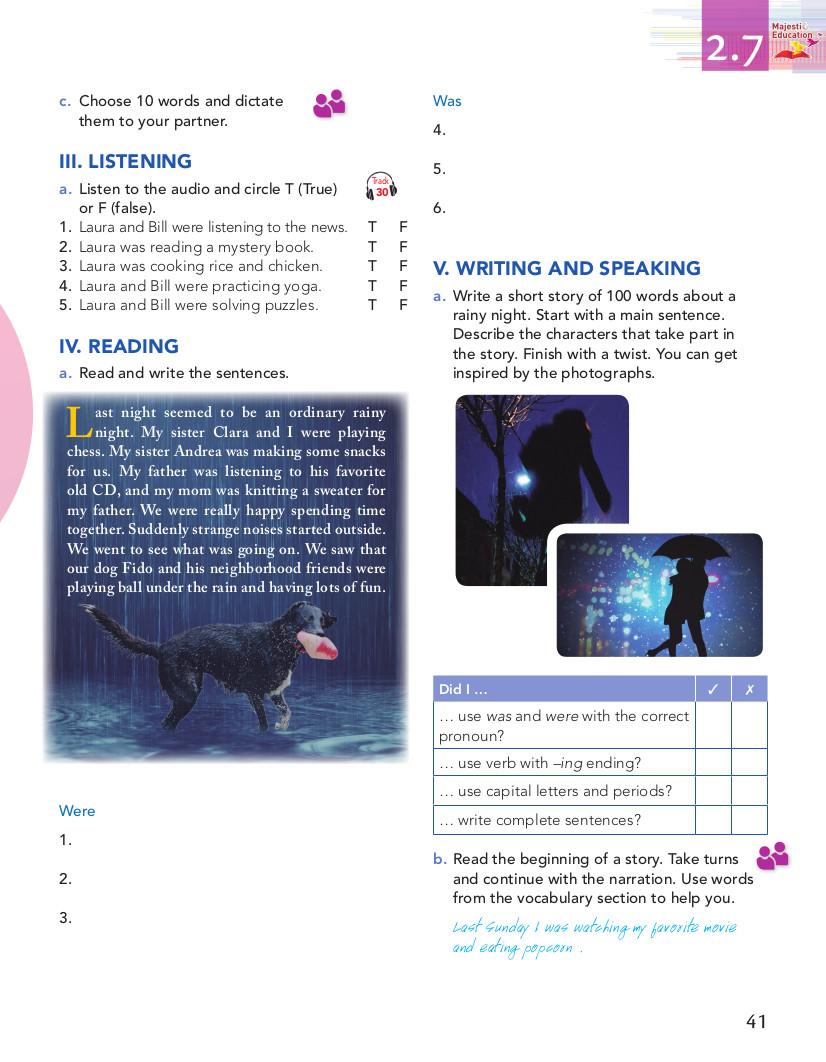 2.7
Majesti
Education
c. Choose 10 words and dictate
them to your partner.
III. LISTENING
a. Listen to the audio and circle T (True)
or F (false).
Track
30
1. Laura and Bill were listening to the news. T F
2. Laura was reading a mystery book. T F
3. Laura was cooking rice and chicken. T F
4. Laura and Bill were practicing yoga. T F
5. Laura and Bill were solving puzzles. T F
IV. READING
a. Read and write the sentences.
Last night seemed to be an ordinary rainy
night. My sister Clara and I were playing
chess. My sister Andrea was making some snacks
for us. My father was listening to his favorite
old CD, and my mom was knitting a sweater for
my father. We were really happy spending time
together. Suddenly strange noises started outside.
We went to see what was going on. We saw that
our dog Fido and his neighborhood friends were
playing ball under the rain and having lots of fun.
Were
1.
2.
3.
Was
4.
5.
6.
V. WRITING AND SPEAKING
a. Write a short story of 100 words about a
rainy night. Start with a main sentence.
Describe the characters that take part in
the story. Finish with a twist. You can get
inspired by the photographs.
Did I ... ✓ ✗
... use was and were with the correct
pronoun?
... use verb with –ing ending?
... use capital letters and periods?
... write complete sentences?
b. Read the beginning of a story. Take turns
and continue with the narration. Use words
from the vocabulary section to help you.
Last Sunday I was watching my favorite movie
and eating popcorn .
41